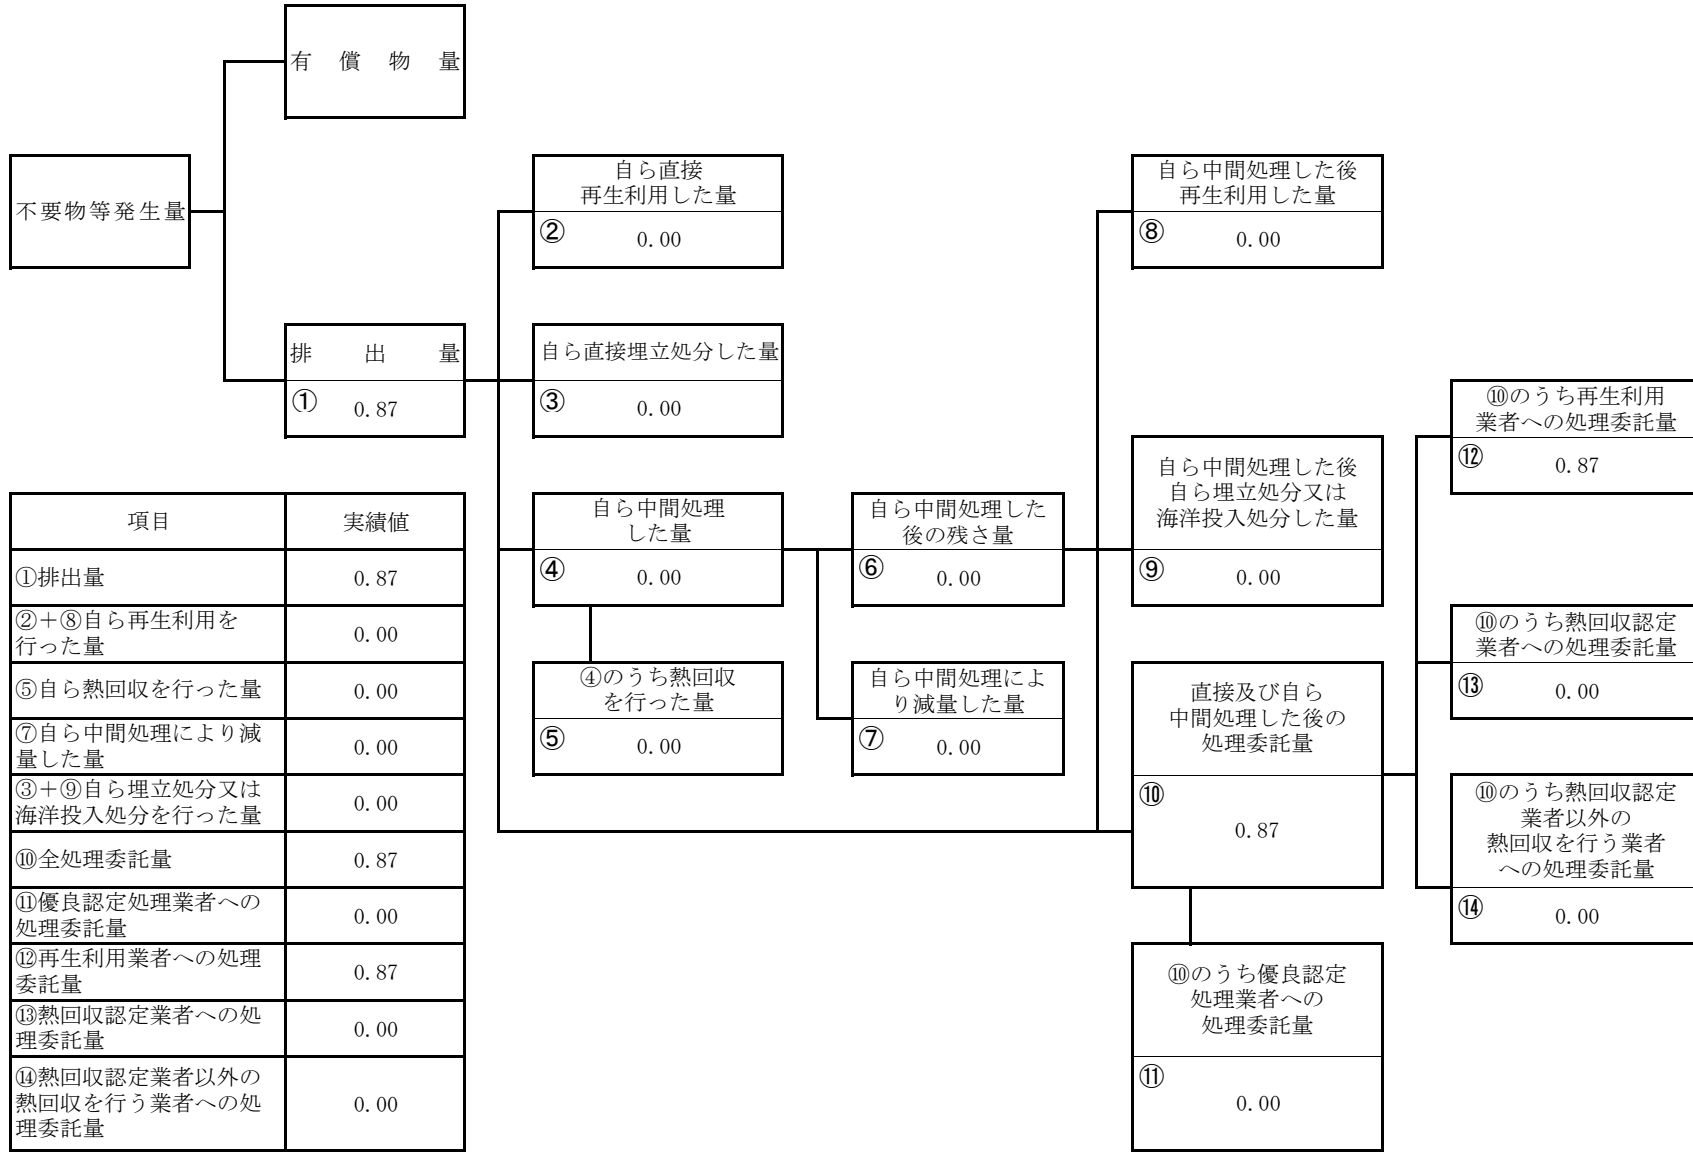 有償物量
不要物等発生量
排出量
① 0.87
自ら直接
再生利用した量
② 0.00
自ら直接埋立処分した量
③ 0.00
自ら中間処理
した量
④ 0.00
④のうち熱回収
を行った量
⑤ 0.00
自ら中間処理した
後の残さ量
⑥ 0.00
自ら中間処理によ
り減量した量
⑦ 0.00
自ら中間処理した後
再生利用した量
⑧ 0.00
自ら中間処理した後
自ら埋立処分又は
海洋投入処分した量
⑨ 0.00
直接及び自ら
中間処理した後の
処理委託量
⑩
0.87
⑩のうち優良認定
処理業者への
処理委託量
⑪
0.00
⑩のうち再生利用
業者への処理委託量
⑫ 0.87
⑩のうち熱回収認定
業者への処理委託量
⑬ 0.00
⑩のうち熱回収認定
業者以外の
熱回収を行う業者
への処理委託量
⑭ 0.00
項目 実績値
①排出量 0.87
②+⑧自ら再生利用を
行った量 0.00
⑤自ら熱回収を行った量 0.00
⑦自ら中間処理により減
量した量 0.00
③+⑨自ら埋立処分又は
海洋投入処分を行った量 0.00
⑩全処理委託量 0.87
⑪優良認定処理業者への
処理委託量 0.00
⑫再生利用業者への処理
委託量 0.87
⑬熱回収認定業者への処
理委託量 0.00
⑭熱回収認定業者以外の
熱回収を行う業者への処
理委託量 0.00